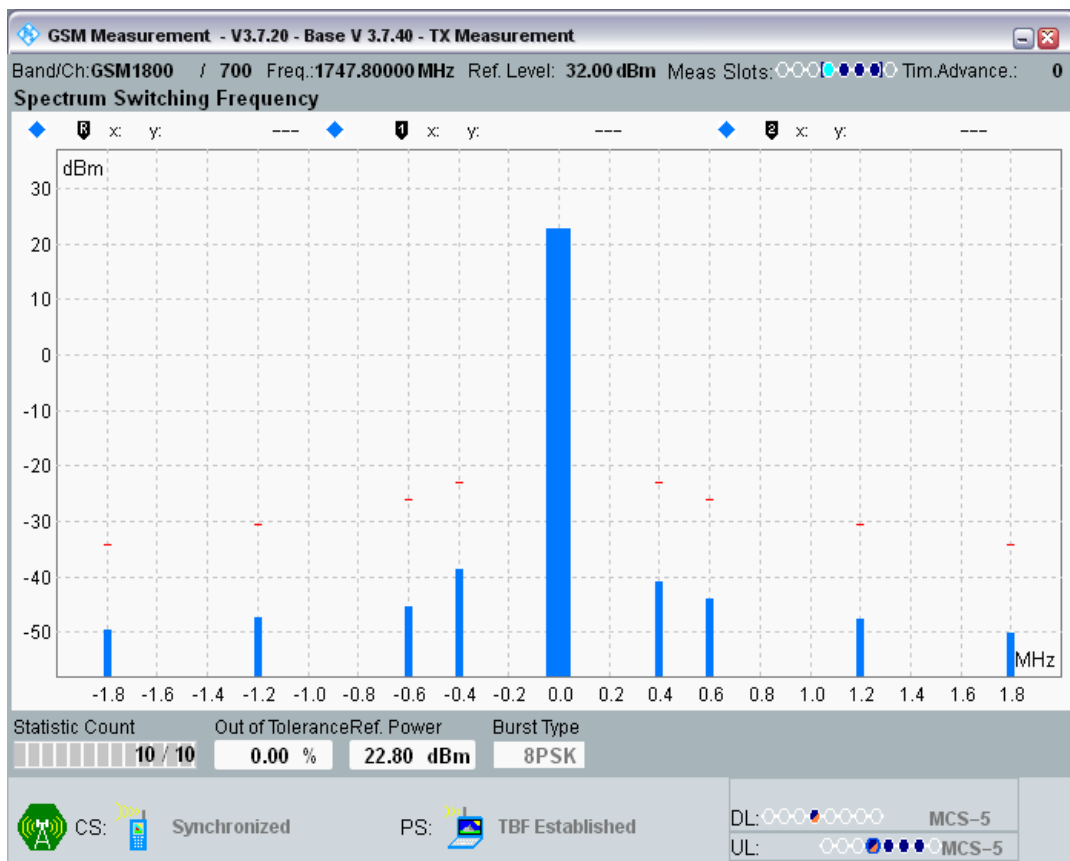 GSM Measurement - V3.7.20 - Base V 3.7.40 - TX Measurement
Band/Ch:GSM1800 / 700 Freq.:1747.80000 MHz Ref. Level: 32.00 dBm Meas Slots: Tim.Advance.: 0
Spectrum Switching Frequency
R x: y: --- 1 x: y: --- 2 x: y: ---
dBm
30
20
10
0
-10
-20
-30
-40
-50
MHz
-1.8 -1.6 -1.4 -1.2 -1.0 -0.8 -0.6 -0.4 -0.2 0.0 0.2 0.4 0.6 0.8 1.0 1.2 1.4 1.6 1.8
Statistic Count Out of Tolerance Ref. Power Burst Type
10 / 10 0.00 % 22.80 dBm 8PSK
CS: Synchronized PS: TBF Established
DL: MCS-5
UL: MCS-5